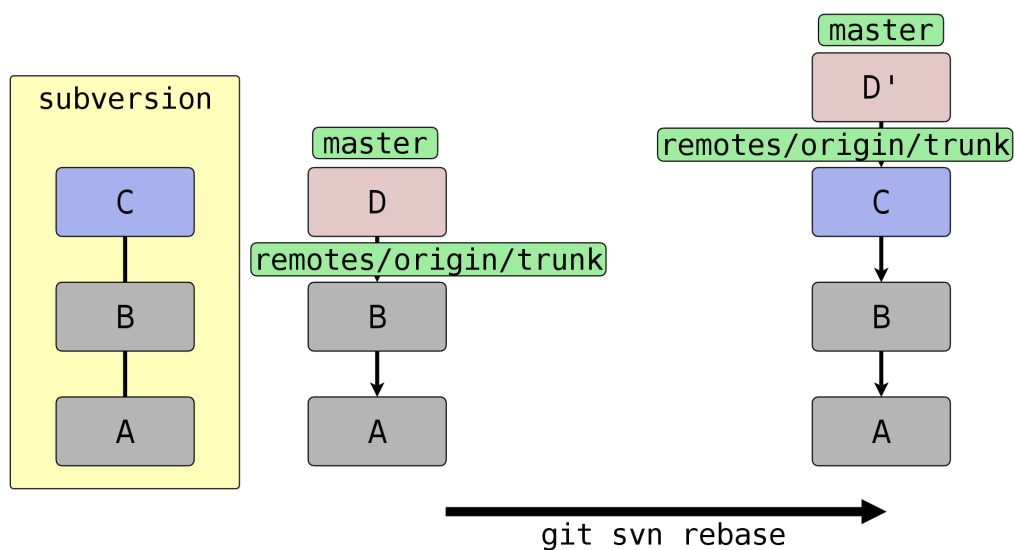 subversion
C
B
A
master
D
remotes/origin/trunk
B
A
master
D'
remotes/origin/trunk
C
B
A
git svn rebase